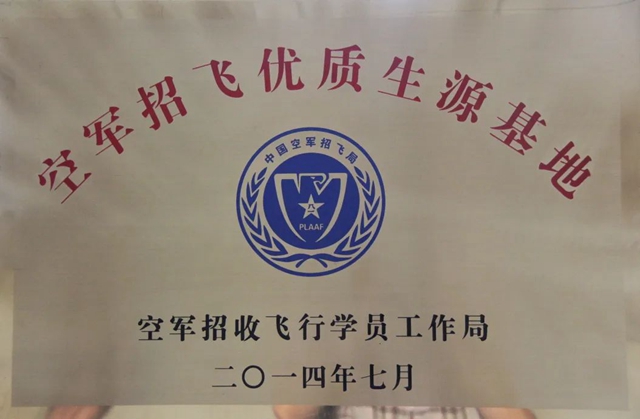 空军招飞优质生源基地
中国空军招飞局
PLAAF
空军招收飞行学员工作局
二〇一四年七月